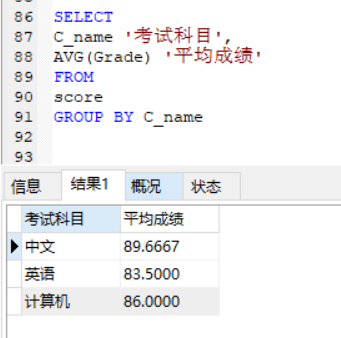 86 SELECT
87 C_name '考试科目',
88 AVG(Grade) '平均成绩'
89 FROM
90 score
91 GROUP BY C_name
92
93
信息 结果1 概况 状态
考试科目 平均成绩
中文 89.6667
英语 83.5000
计算机 86.0000